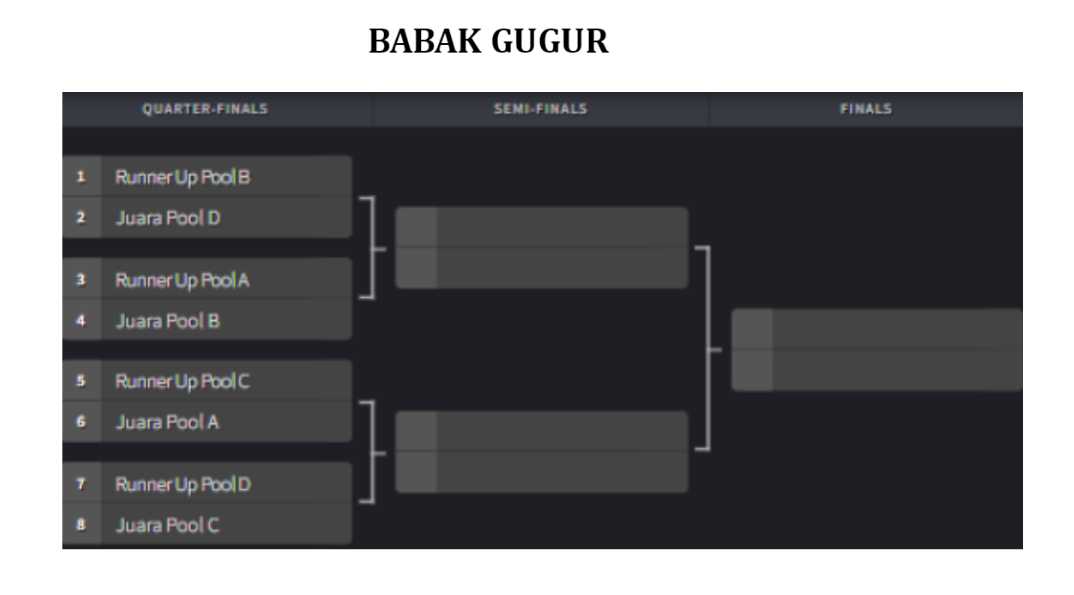 BABAK GUGUR
QUARTER-FINALS SEMI-FINALS FINALS
1 Runner Up Pool B
2 Juara Pool D
3 Runner Up Pool A
4 Juara Pool B
5 Runner Up Pool C
6 Juara Pool A
7 Runner Up Pool D
8 Juara Pool C